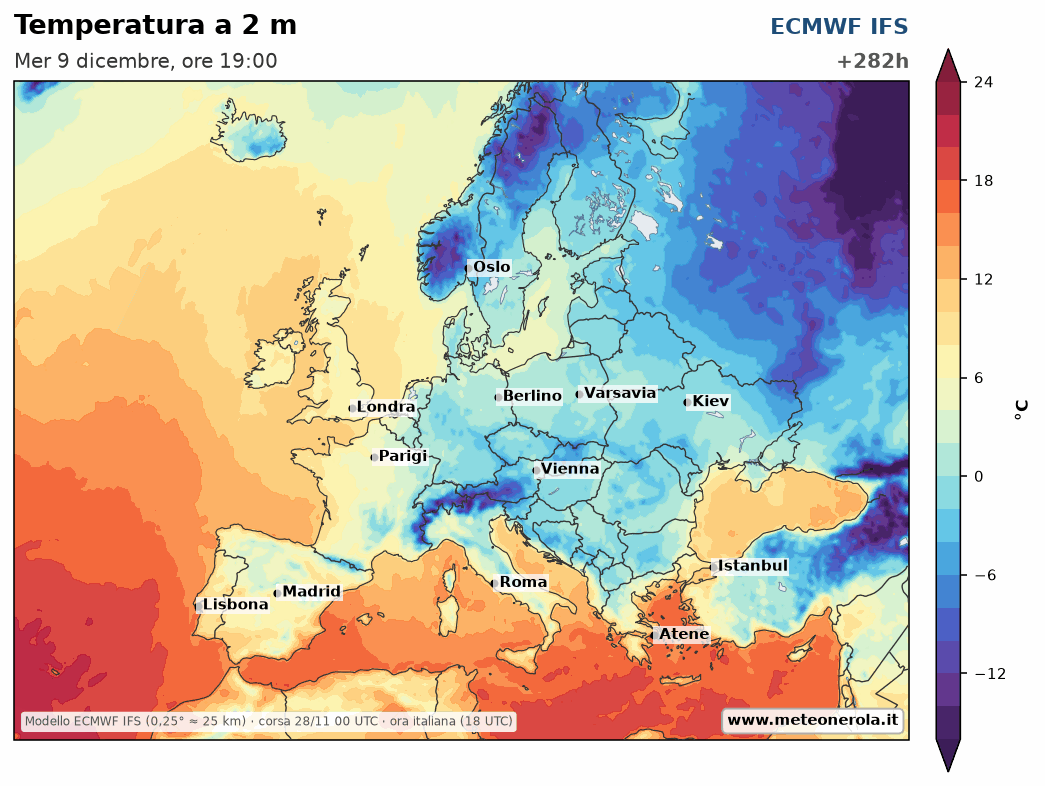 Temperatura a 2 m
ECMWF IFS
Mer 9 dicembre, ore 19:00
+282h
24
18
12
6
0
−6
−12
°C
Oslo
Berlino
Varsavia
Kiev
Londra
Parigi
Vienna
Istanbul
Roma
Madrid
Lisbona
Atene
Modello ECMWF IFS (0,25° ≈ 25 km) · corsa 28/11 00 UTC · ora italiana (18 UTC)
www.meteonerola.it